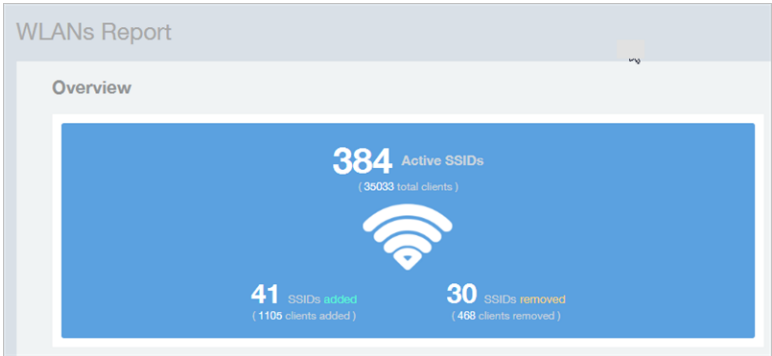 WLANs Report
Overview
384 Active SSIDs
( 35033 total clients )
41 SSIDs added
( 1105 clients added )
30 SSIDs removed
( 468 clients removed )